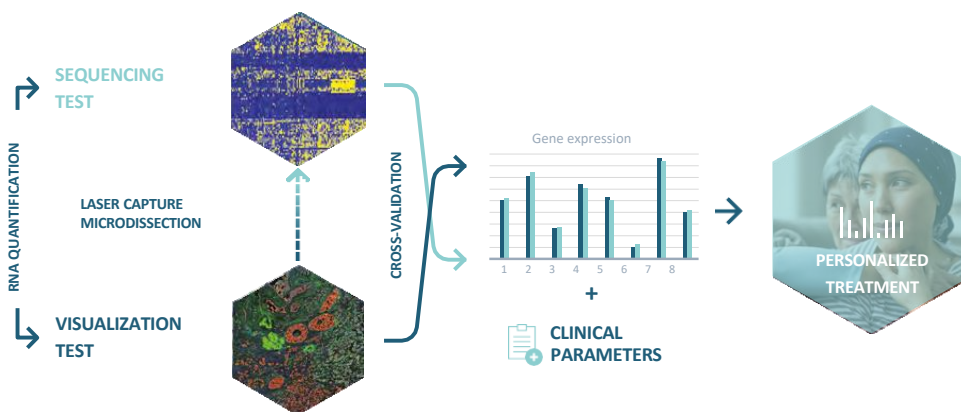 SEQUENCING
TEST
RNA QUANTIFICATION
LASER CAPTURE
MICRODISSECTION
VISUALIZATION
TEST
CROSS-VALIDATION
Gene expression
1 2 3 4 5 6 7 8
+
CLINICAL
PARAMETERS
PERSONALIZED
TREATMENT